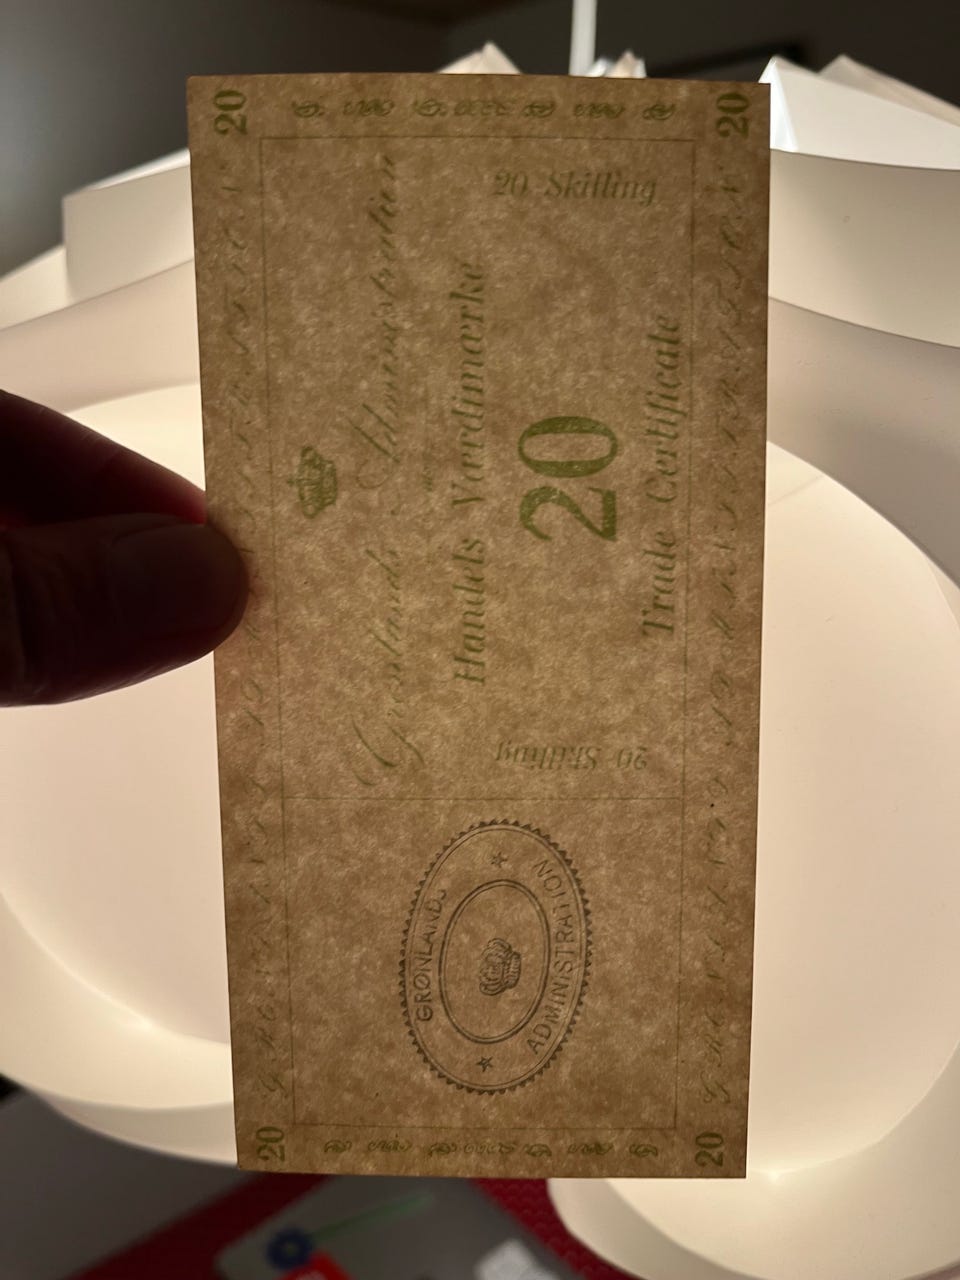 20
20
20 Skilling
Grønlands Administration
Handels Værdimærke
20
Trade Certificate
20 Skilling
GRØNLANDS
ADMINISTRATION
20
20